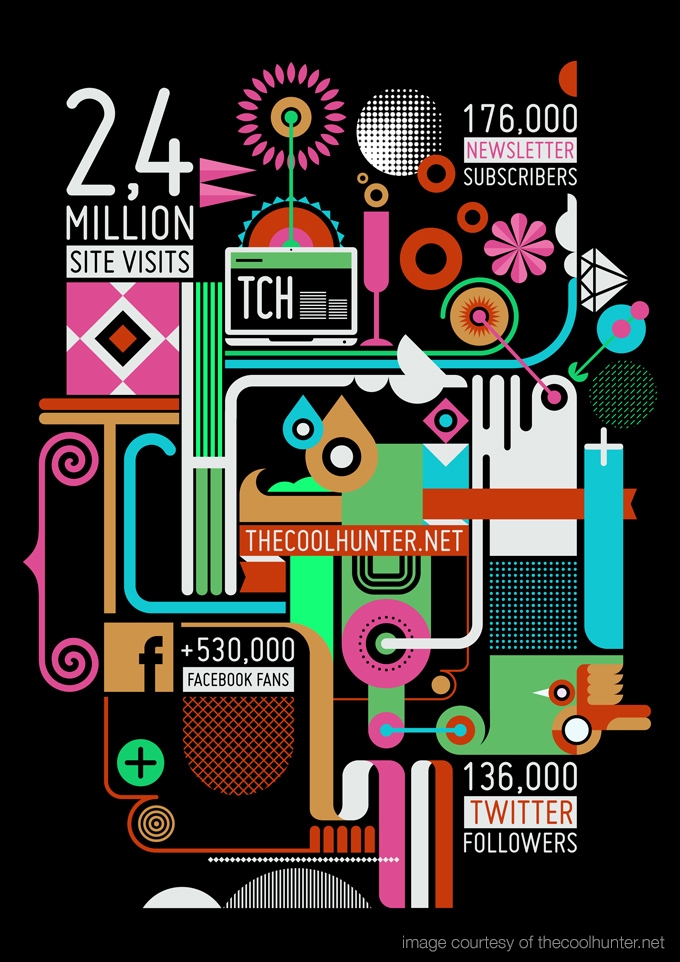 2,4
MILLION
SITE VISITS
176,000
NEWSLETTER
SUBSCRIBERS
TCH
THECOOLHUNTER.NET
f
+530,000
FACEBOOK FANS
136,000
TWITTER
FOLLOWERS
image courtesy of thecoolhunter.net